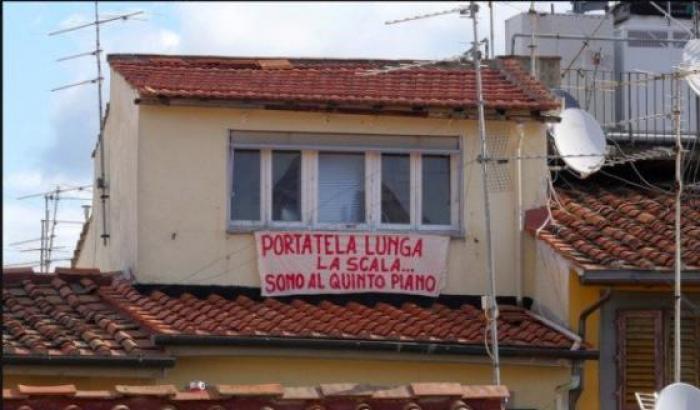 PORTATELA LUNGA
LA SCALA...
SONO AL QUINTO PIANO